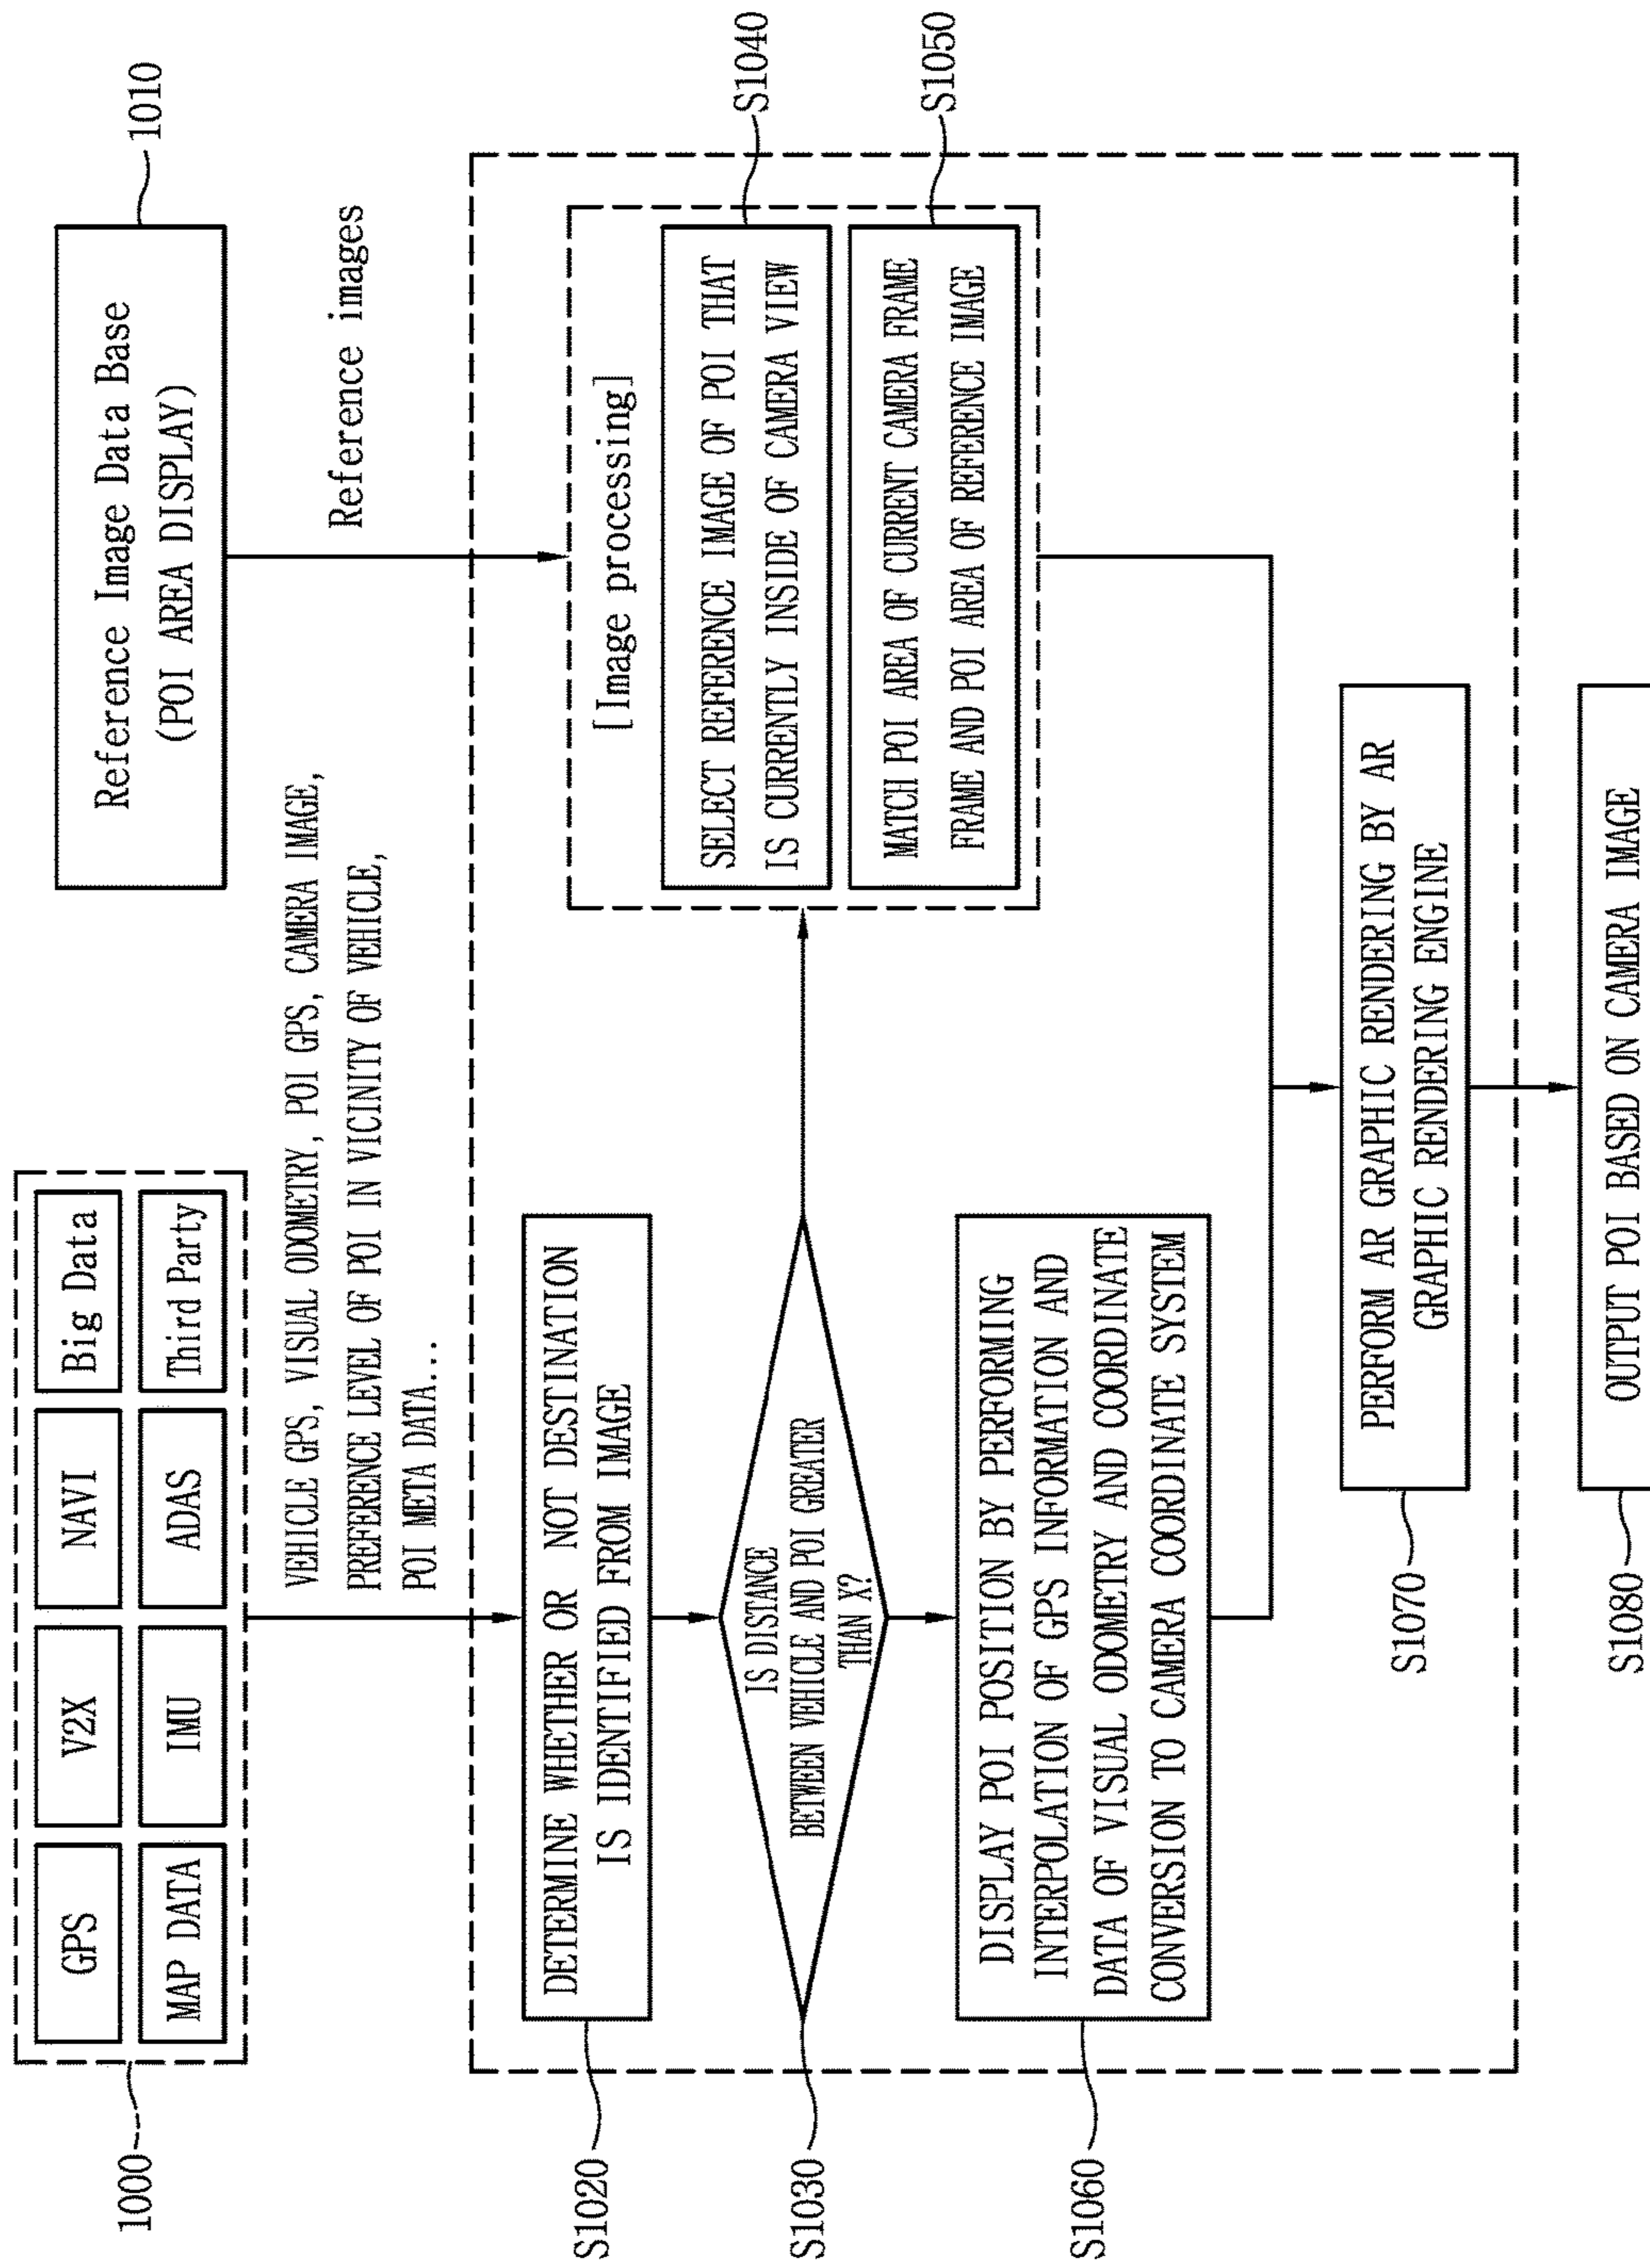 1000
GPS
V2X
NAVI
Big Data
MAP DATA
IMU
ADAS
Third Party
Reference Image Data Base
(POI AREA DISPLAY)
1010
VEHICLE GPS, VISUAL ODOMETRY, POI GPS, CAMERA IMAGE,
PREFERENCE LEVEL OF POI IN VICINITY OF VEHICLE,
POI META DATA...
Reference images
S1020
DETERMINE WHETHER OR NOT DESTINATION
IS IDENTIFIED FROM IMAGE
S1030
IS DISTANCE
BETWEEN VEHICLE AND POI GREATER
THAN X?
[Image processing]
SELECT REFERENCE IMAGE OF POI THAT
IS CURRENTLY INSIDE OF CAMERA VIEW
S1040
MATCH POI AREA OF CURRENT CAMERA FRAME
FRAME AND POI AREA OF REFERENCE IMAGE
S1050
S1060
DISPLAY POI POSITION BY PERFORMING
INTERPOLATION OF GPS INFORMATION AND
DATA OF VISUAL ODOMETRY AND COORDINATE
CONVERSION TO CAMERA COORDINATE SYSTEM
S1070
PERFORM AR GRAPHIC RENDERING BY AR
GRAPHIC RENDERING ENGINE
S1080
OUTPUT POI BASED ON CAMERA IMAGE